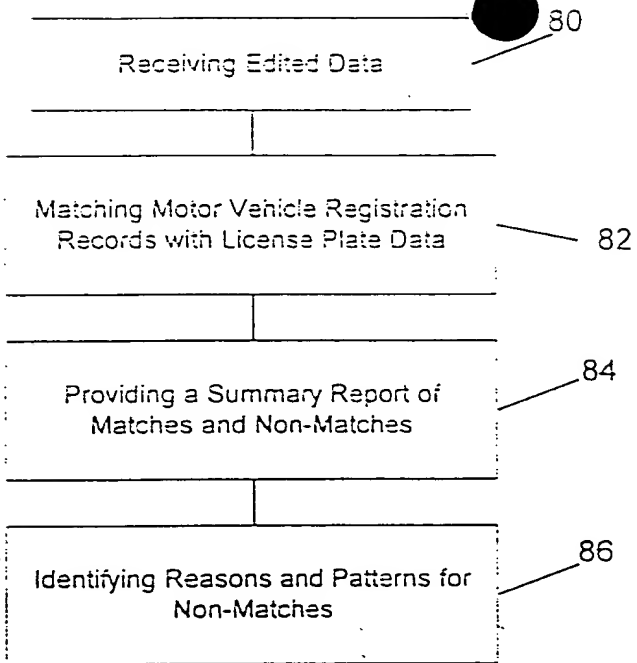 80
Receiving Edited Data
Matching Motor Vehicle Registration
Records with License Plate Data
82
Providing a Summary Report of
Matches and Non-Matches
84
Identifying Reasons and Patterns for
Non-Matches
86